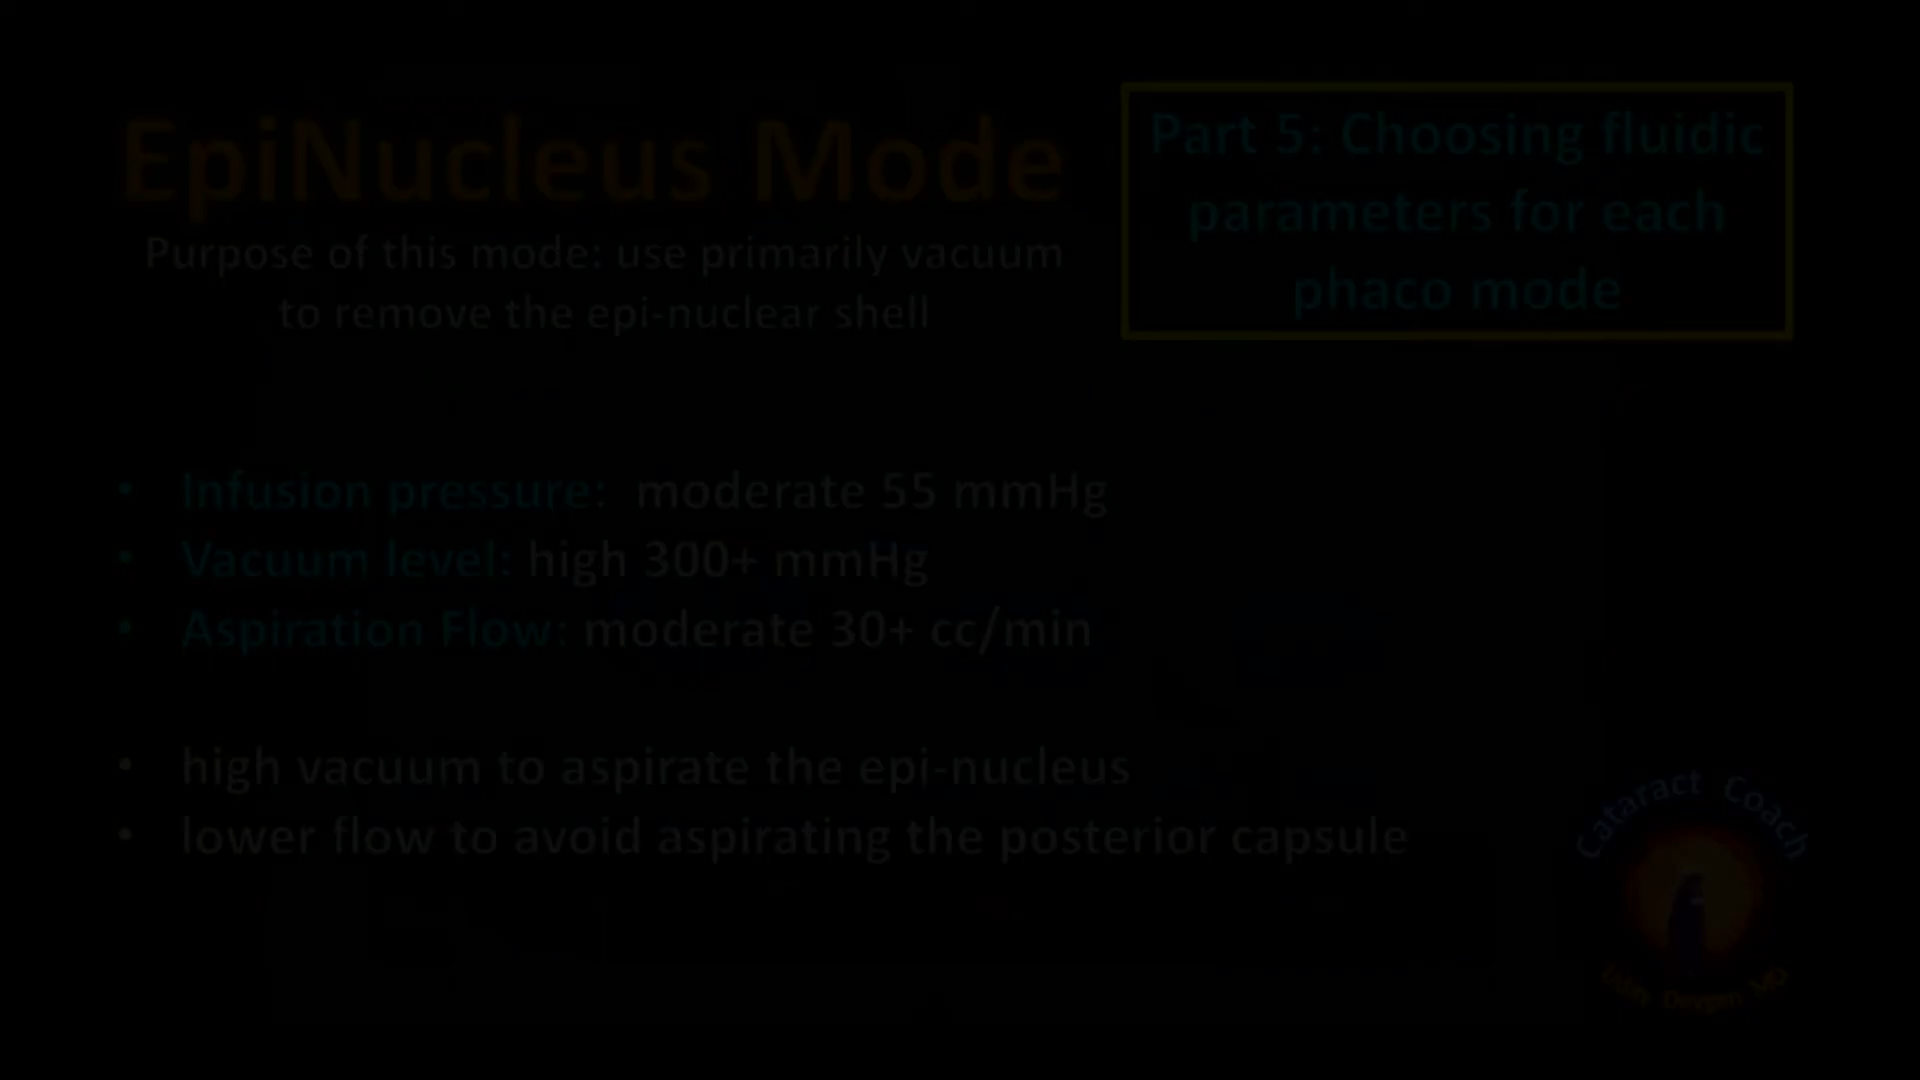 EpiNucleus Mode
Purpose of this mode: use primarily vacuum
to remove the epi-nuclear shell
Part 5: Choosing fluidic
parameters for each
phaco mode
• Infusion pressure: moderate 55 mmHg
• Vacuum level: high 300+ mmHg
• Aspiration Flow: moderate 30+ cc/min
• high vacuum to aspirate the epi-nucleus
• lower flow to avoid aspirating the posterior capsule
Cataract Coach
Uday Devgan MD